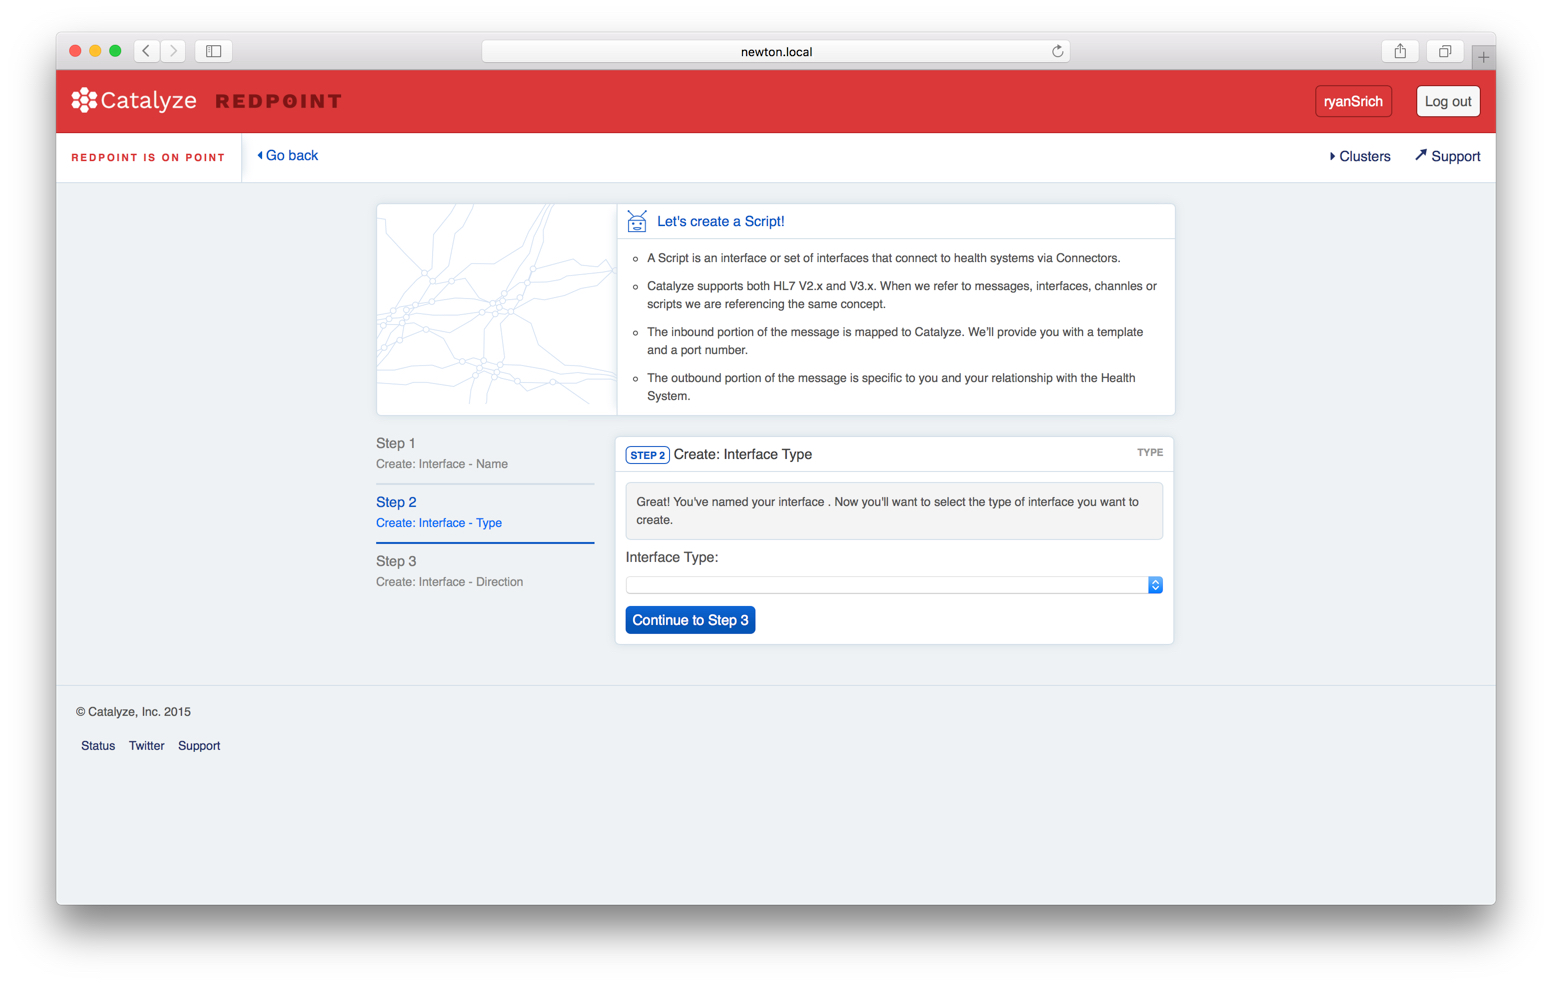 newton.local
Catalyze REDPOINT
ryanSrich
Log out
REDPOINT IS ON POINT
Go back
Clusters
Support
Let's create a Script!
A Script is an interface or set of interfaces that connect to health systems via Connectors.
Catalyze supports both HL7 V2.x and V3.x. When we refer to messages, interfaces, channles or
scripts we are referencing the same concept.
The inbound portion of the message is mapped to Catalyze. We'll provide you with a template
and a port number.
The outbound portion of the message is specific to you and your relationship with the Health
System.
Step 1
Create: Interface - Name
Step 2
Create: Interface - Type
Step 3
Create: Interface - Direction
STEP 2 Create: Interface Type
TYPE
Great! You've named your interface . Now you'll want to select the type of interface you want to
create.
Interface Type:
Continue to Step 3
© Catalyze, Inc. 2015
Status Twitter Support